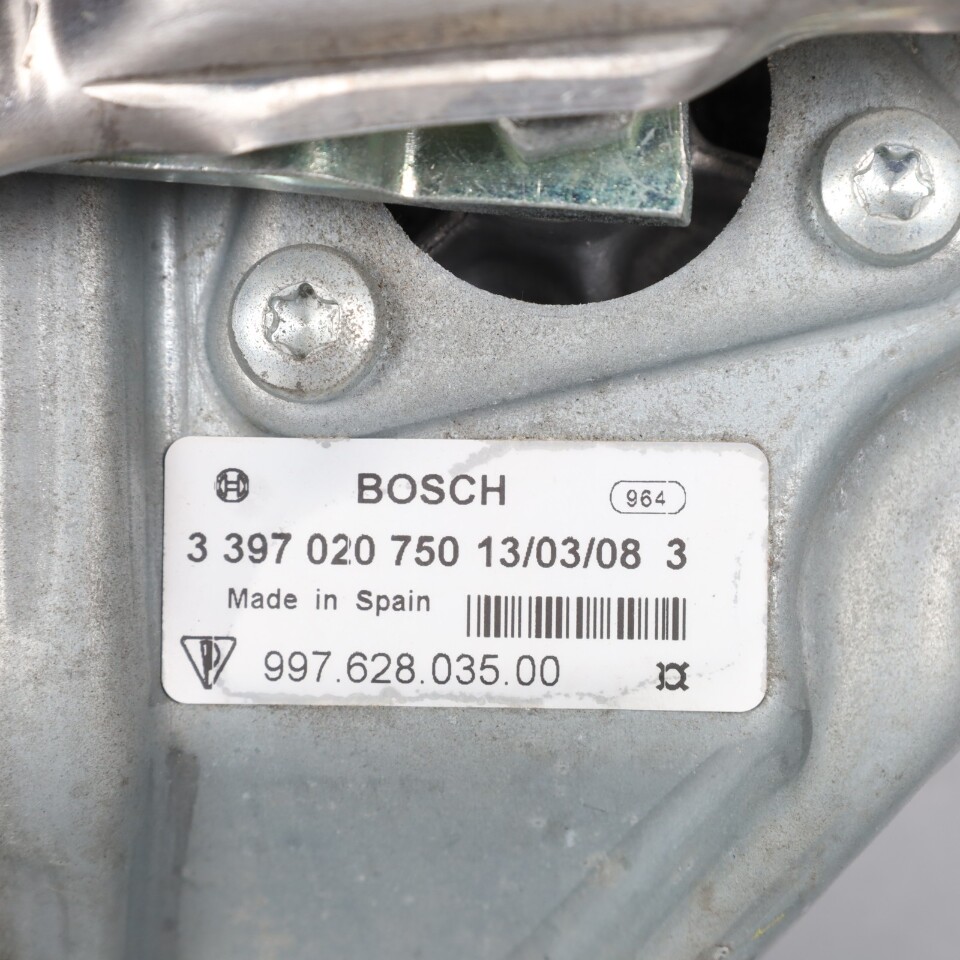 BOSCH 964
3 397 020 750 13/03/08 3
Made in Spain
997.628.035.00